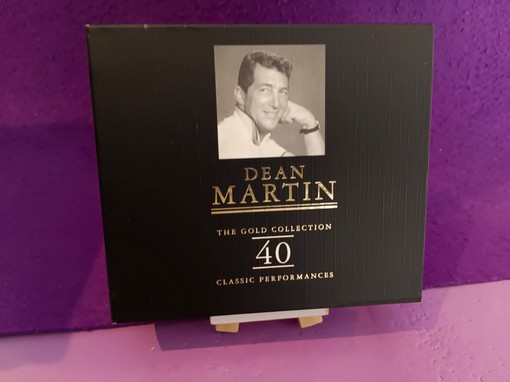 DEAN
MARTIN
THE GOLD COLLECTION
40
CLASSIC PERFORMANCES